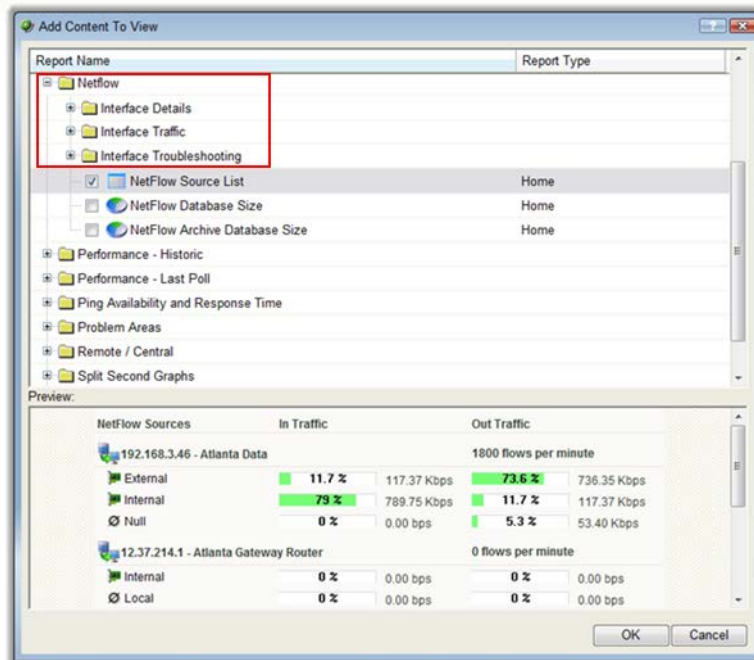 Add Content To View
Report Name Report Type
Netflow
Interface Details
Interface Traffic
Interface Troubleshooting
NetFlow Source List Home
NetFlow Database Size Home
NetFlow Archive Database Size Home
Performance - Historic
Performance - Last Poll
Ping Availability and Response Time
Problem Areas
Remote / Central
Split Second Graphs
Preview:
NetFlow Sources In Traffic Out Traffic
192.168.3.46 - Atlanta Data 1800 flows per minute
External 11.7 % 117.37 Kbps 73.6 % 736.35 Kbps
Internal 79 % 789.75 Kbps 11.7 % 117.37 Kbps
Null 0 % 0.00 bps 5.3 % 53.40 Kbps
12.37.214.1 - Atlanta Gateway Router 0 flows per minute
Internal 0 % 0.00 bps 0 % 0.00 bps
Local 0 % 0.00 bps 0 % 0.00 bps
OK Cancel